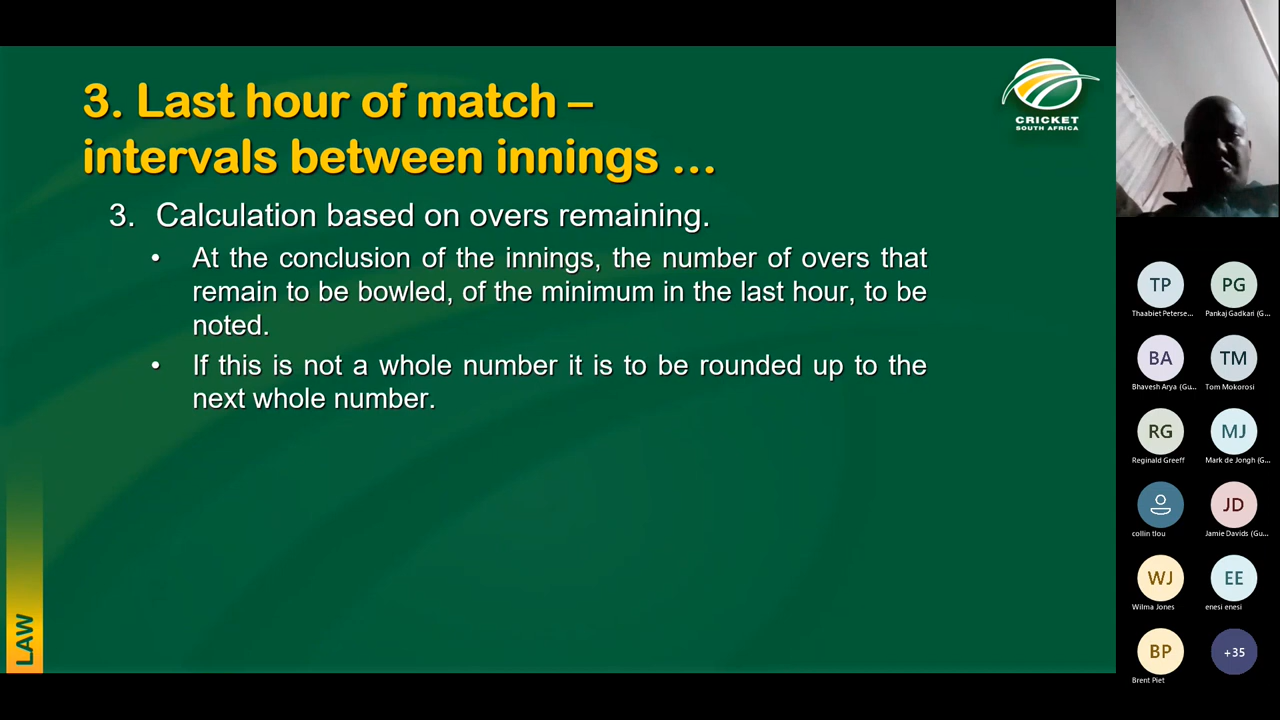 3. Last hour of match –
intervals between innings ...
CRICKET
SOUTH AFRICA
3. Calculation based on overs remaining.
• At the conclusion of the innings, the number of overs that
remain to be bowled, of the minimum in the last hour, to be
noted.
• If this is not a whole number it is to be rounded up to the
next whole number.
LAW
TP
Thaabiet Peterse...
PG
Pankaj Gadkari (G...
BA
Bhavesh Arya (Gu...
TM
Tom Mokorosi
RG
Reginald Greeff
MJ
Mark de Jongh (G...
collin tlou
JD
Jamie Davids (Gu...
WJ
Wilma Jones
EE
enesi enesi
BP
Brent Piet
+35